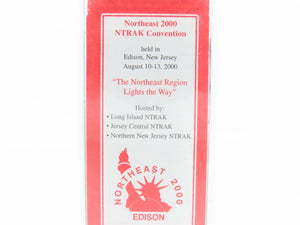 Northeast 2000
NTRAK Convention
held in
Edison, New Jersey
August 10-13, 2000
"The Northeast Region
Lights the Way"
Hosted by:
• Long Island NTRAK
• Jersey Central NTRAK
• Northern New Jersey NTRAK
NORTHEAST 2000
EDISON